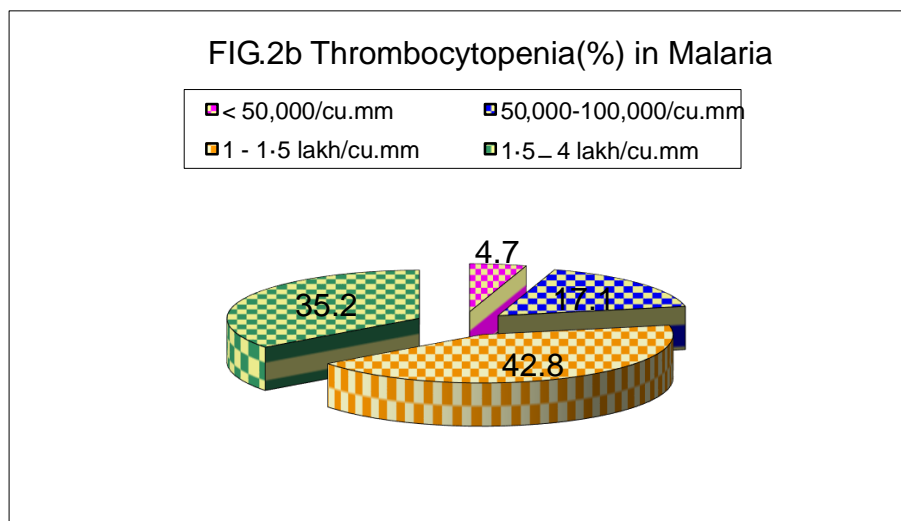 FIG.2b Thrombocytopenia(%) in Malaria
< 50,000/cu.mm 50,000-100,000/cu.mm
1 - 1·5 lakh/cu.mm 1·5 – 4 lakh/cu.mm
4.7
35.2 17.1
42.8